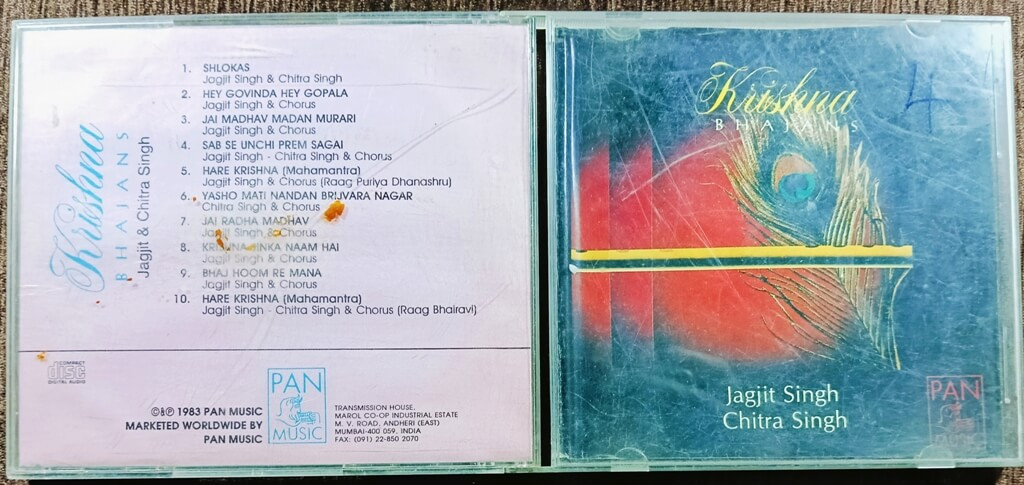 Krishna
BHAJANS
Jagjit & Chitra Singh
1. SHLOKAS
Jagjit Singh & Chitra Singh
2. HEY GOVINDA HEY GOPALA
Jagjit Singh & Chorus
3. JAI MADHAV MADAN MURARI
Jagjit Singh & Chorus
4. SAB SE UNCHI PREM SAGAI
Jagjit Singh - Chitra Singh & Chorus
5. HARE KRISHNA (Mahamantra)
Jagjit Singh & Chorus (Raag Puriya Dhanashru)
6. YASHO MATI NANDAN BRIJVARA NAGAR
Chitra Singh & Chorus
7. JAI RADHA MADHAV
Jagjit Singh & Chorus
8. KRISHNA JINKA NAAM HAI
Jagjit Singh & Chorus
9. BHAJ HOOM RE MANA
Jagjit Singh & Chorus
10. HARE KRISHNA (Mahamantra)
Jagjit Singh - Chitra Singh & Chorus (Raag Bhairavi)
COMPACT
disc
DIGITAL AUDIO
©&℗ 1983 PAN MUSIC
MARKETED WORLDWIDE BY
PAN MUSIC
PAN
MUSIC
TRANSMISSION HOUSE,
MAROL CO-OP INDUSTRIAL ESTATE
M. V. ROAD, ANDHERI (EAST)
MUMBAI-400 059. INDIA
FAX: (091) 22-850 2070
Krishna
BHAJANS
4
Jagjit Singh
Chitra Singh
PAN
MUSIC